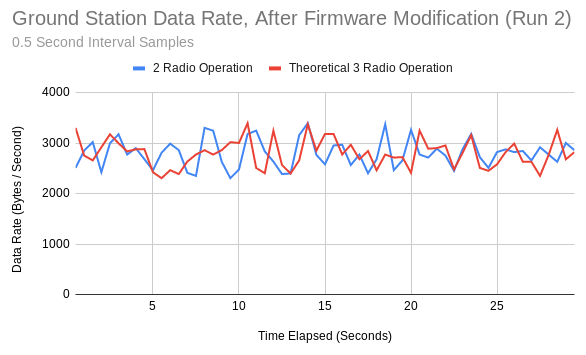 Ground Station Data Rate, After Firmware Modification (Run 2)
0.5 Second Interval Samples
2 Radio Operation Theoretical 3 Radio Operation
Data Rate (Bytes / Second)
4000
3000
2000
1000
0
5 10 15 20 25
Time Elapsed (Seconds)